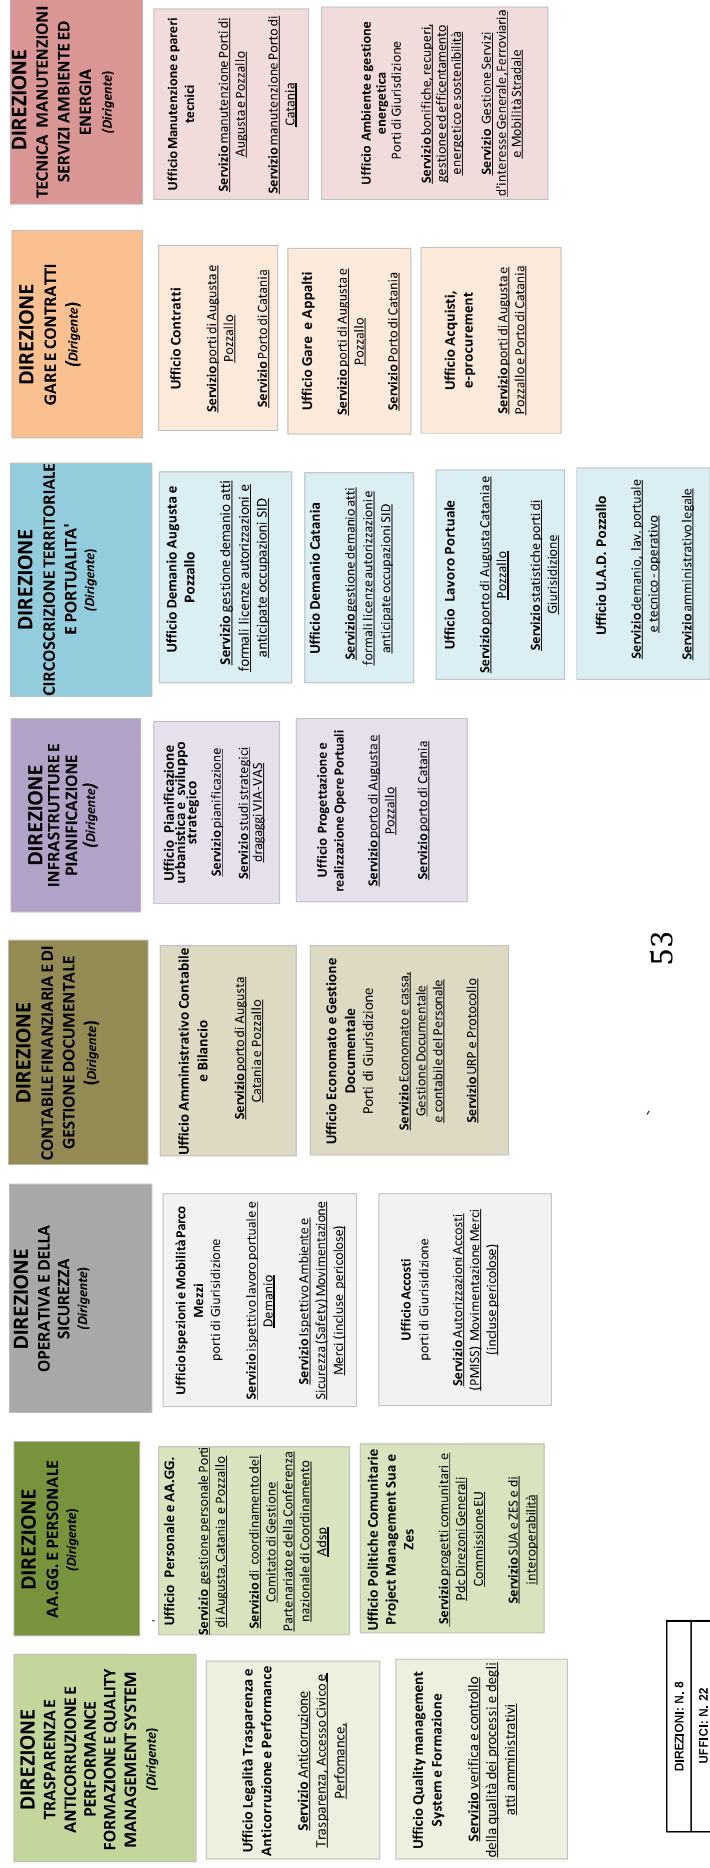 DIREZIONE
TRASPARENZA E
ANTICORRUZIONE E
PERFORMANCE
FORMAZIONE E QUALITY
MANAGEMENT SYSTEM
(Dirigente)
Ufficio Legalità Trasparenza e
Anticorruzione e Performance
Servizio Anticorruzione
Trasparenza, Accesso Civico e
Perfomance,
Ufficio Quality management
System e Formazione
Servizio verifica e controllo
della qualità dei processi e degli
atti amministrativi
DIREZIONE
AA.GG. E PERSONALE
(Dirigente)
Ufficio Personale e AA.GG.
Servizio gestione personale Porti
di Augusta, Catania e Pozzallo
Servizio di coordinamento del
Comitato di Gestione
Partenariato e della Conferenza
nazionale di Coordinamento
Adsp
Ufficio Politiche Comunitarie
Project Management Sua e
Zes
Servizio progetti comunitari e
Pdc Direzoni Generali
Commissione EU
Servizio SUA e ZES e di
interoperabilità
DIREZIONE
OPERATIVA E DELLA
SICUREZZA
(Dirigente)
Ufficio Ispezioni e Mobilità Parco
Mezzi
porti di Giurisidizione
Servizio ispettivo lavoro portuale e
Demanio
Servizio Ispettivo Ambiente e
Sicurezza (Safety) Movimentazione
Merci (incluse pericolose)
Ufficio Accosti
porti di Giurisidizione
Servizio Autorizzazioni Accosti
(PMISS) Movimentazione Merci
(incluse pericolose)
DIREZIONE
CONTABILE FINANZIARIA E DI
GESTIONE DOCUMENTALE
(Dirigente)
Ufficio Amministrativo Contabile
e Bilancio
Servizio porto di Augusta
Catania e Pozzallo
Ufficio Economato e Gestione
Documentale
Porti di Giurisdizione
Servizio Economato e cassa,
Gestione Documentale
e contabile del Personale
Servizio URP e Protocollo
DIREZIONE
INFRASTRUTTURE E
PIANIFICAZIONE
(Dirigente)
Ufficio Pianificazione
urbanistica e sviluppo
strategico
Servizio pianificazione
Servizio studi strategici
dragaggi VIA-VAS
Ufficio Progettazione e
realizzazione Opere Portuali
Servizio porto di Augusta e
Pozzallo
Servizio porto di Catania
DIREZIONE
CIRCOSCRIZIONE TERRITORIALE
E PORTUALITA'
(Dirigente)
Ufficio Demanio Augusta e
Pozzallo
Servizio gestione demanio atti
formali licenze autorizzazioni e
anticipate occupazioni SID
Ufficio Demanio Catania
Servizio gestione demanio atti
formali licenze autorizzazioni e
anticipate occupazioni SID
Ufficio Lavoro Portuale
Servizio porto di Augusta Catania e
Pozzallo
Servizio statistiche porti di
Giurisidizione
Ufficio U.A.D. Pozzallo
Servizio demanio, lav. portuale
e tecnico - operativo
Servizio amministrativo legale
DIREZIONE
GARE E CONTRATTI
(Dirigente)
Ufficio Contratti
Servizio porti di Augusta e
Pozzallo
Servizio Porto di Catania
Ufficio Gare e Appalti
Servizio porti di Augusta e
Pozzallo
Servizio Porto di Catania
Ufficio Acquisti,
e-procurement
Servizio porti di Augusta e
Pozzallo e Porto di Catania
DIREZIONE
TECNICA MANUTENZIONI
SERVIZI AMBIENTE ED
ENERGIA
(Dirigente)
Ufficio Manutenzione e pareri
tecnici
Servizio manutenzione Porti di
Augusta e Pozzallo
Servizio manutenzione Porto di
Catania
Ufficio Ambiente e gestione
energetica
Porti di Giurisdizione
Servizio bonifiche, recuperi,
gestione ed efficentamento
energetico e sostenibilità
Servizio Gestione Servizi
d'interesse Generale, Ferroviaria
e Mobilità Stradale
DIREZIONI: N. 8
UFFICI: N. 22
53